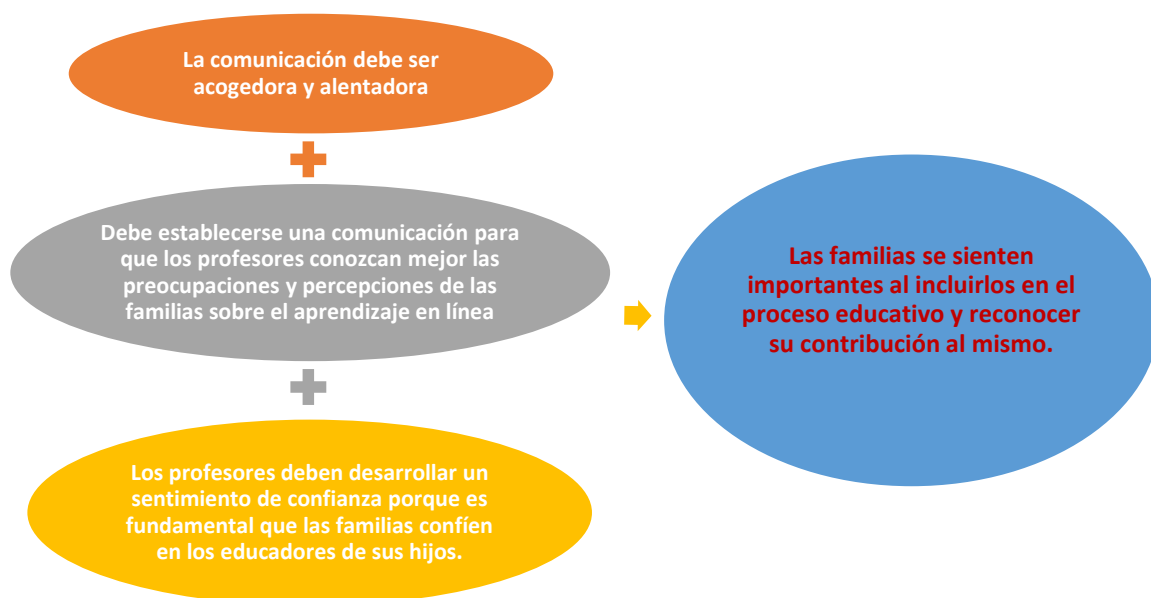 La comunicación debe ser
acogedora y alentadora
Debe establecerse una comunicación para
que los profesores conozcan mejor las
preocupaciones y percepciones de las
familias sobre el aprendizaje en línea
Los profesores deben desarrollar un
sentimiento de confianza porque es
fundamental que las familias confíen
en los educadores de sus hijos.
Las familias se sienten
importantes al incluirlos en el
proceso educativo y reconocer
su contribución al mismo.